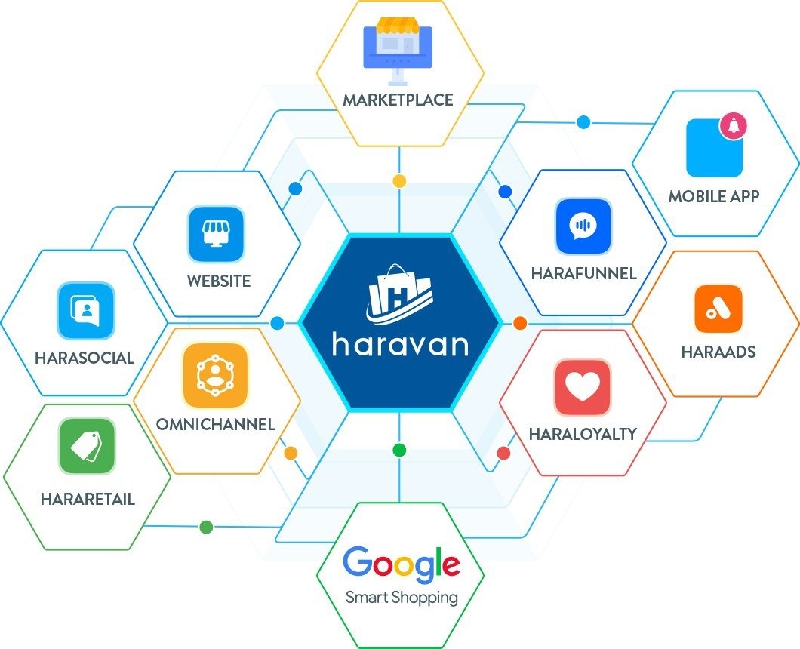 MARKETPLACE
MOBILE APP
WEBSITE
HARAFUNNEL
HARASOCIAL
H
haravan
HARAADS
OMNICHANNEL
HARALOYALTY
HARARETAIL
Google
Smart Shopping